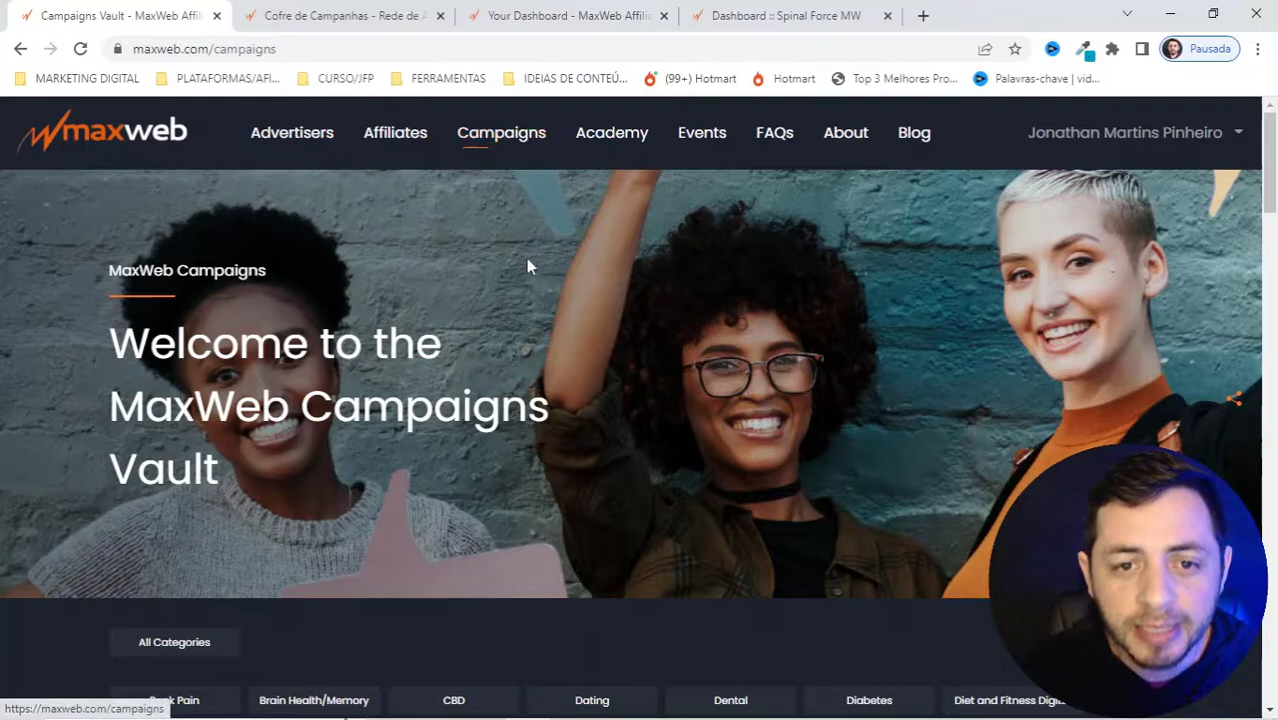 Campaigns Vault - MaxWeb Affili
Cofre de Campanhas - Rede de A
Your Dashboard - MaxWeb Affilia
Dashboard :: Spinal Force MW
maxweb.com/campaigns
Pausada
MARKETING DIGITAL
PLATAFORMAS/AFI...
CURSO/JFP
FERRAMENTAS
IDEIAS DE CONTEÚ...
(99+) Hotmart
Hotmart
Top 3 Melhores Pro...
Palavras-chave | vid...
maxweb
Advertisers
Affiliates
Campaigns
Academy
Events
FAQs
About
Blog
Jonathan Martins Pinheiro
MaxWeb Campaigns
Welcome to the
MaxWeb Campaigns
Vault
All Categories
Back Pain
Brain Health/Memory
CBD
Dating
Dental
Diabetes
Diet and Fitness Digit
https://maxweb.com/campaigns